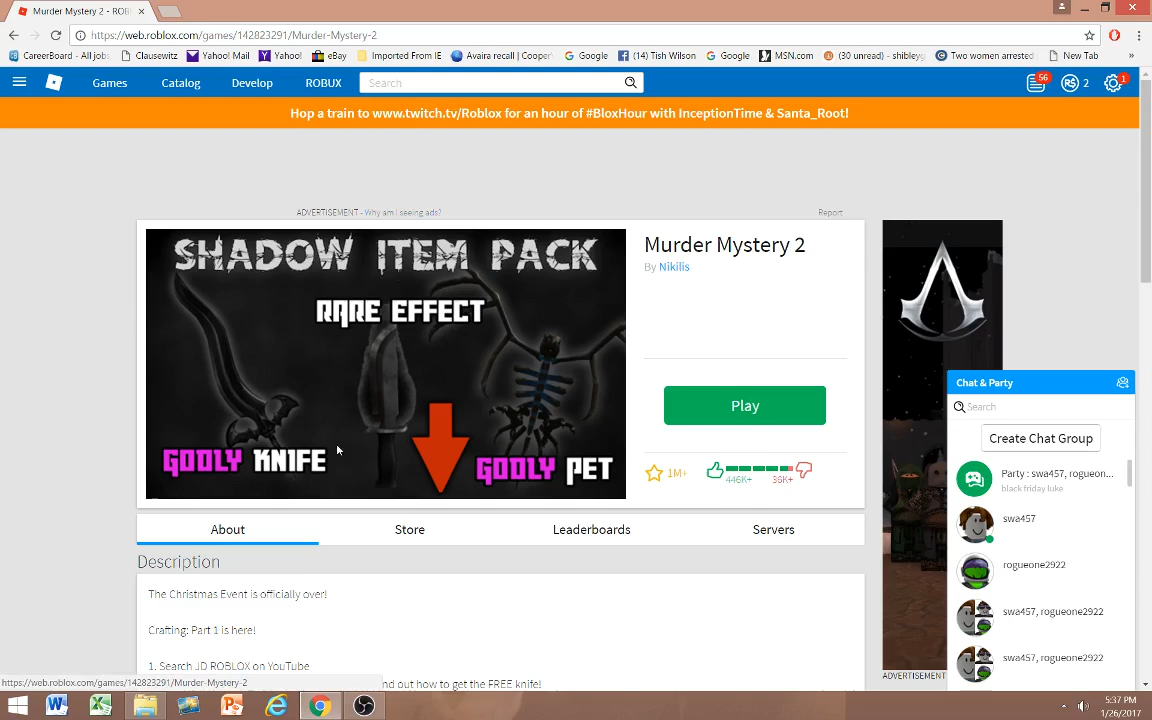 Murder Mystery 2 - ROBL
https://web.roblox.com/games/142823291/Murder-Mystery-2
CareerBoard - All jobs
Clausewitz
Yahoo! Mail
Yahoo!
eBay
Imported From IE
Avaira recall | Cooper
Google
(14) Tish Wilson
Google
MSN.com
(30 unread) - shibleyg
Two women arrested
New Tab
»
Games
Catalog
Develop
ROBUX
Search
56
2
1
Hop a train to www.twitch.tv/Roblox for an hour of #BloxHour with InceptionTime & Santa_Root!
ADVERTISEMENT - Why am I seeing ads?
Report
SHADOW ITEM PACK
RARE EFFECT
GODLY KNIFE
GODLY PET
Murder Mystery 2
By Nikilis
Play
1M+
446K+
36K+
About
Store
Leaderboards
Servers
Description
The Christmas Event is officially over!
Crafting: Part 1 is here!
1. Search JD ROBLOX on YouTube
nd out how to get the FREE knife!
Chat & Party
Search
Create Chat Group
Party : swa457, rogueon...
black friday luke
swa457
rogueone2922
swa457, rogueone2922
swa457, rogueone2922
ADVERTISEMENT
https://web.roblox.com/games/142823291/Murder-Mystery-2
5:37 PM
1/26/2017